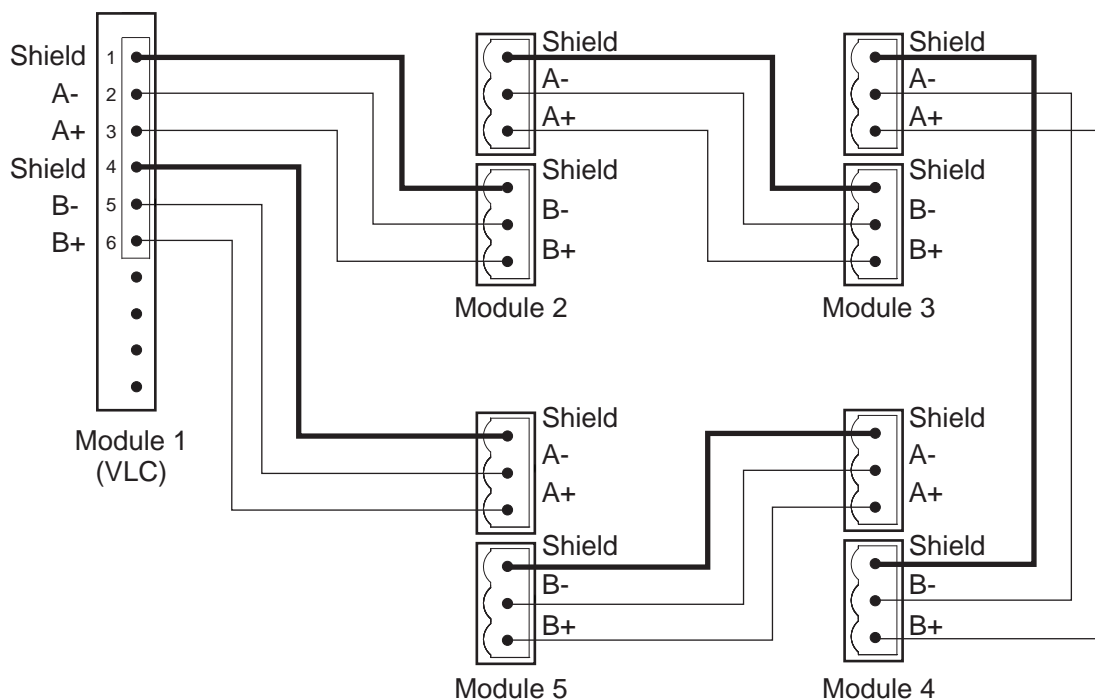 Shield 1
A- 2
A+ 3
Shield 4
B- 5
B+ 6
Module 1
(VLC)
Shield
A-
A+
Shield
B-
B+
Module 2
Shield
A-
A+
Shield
B-
B+
Module 3
Shield
A-
A+
Shield
B-
B+
Module 5
Shield
A-
A+
Shield
B-
B+
Module 4